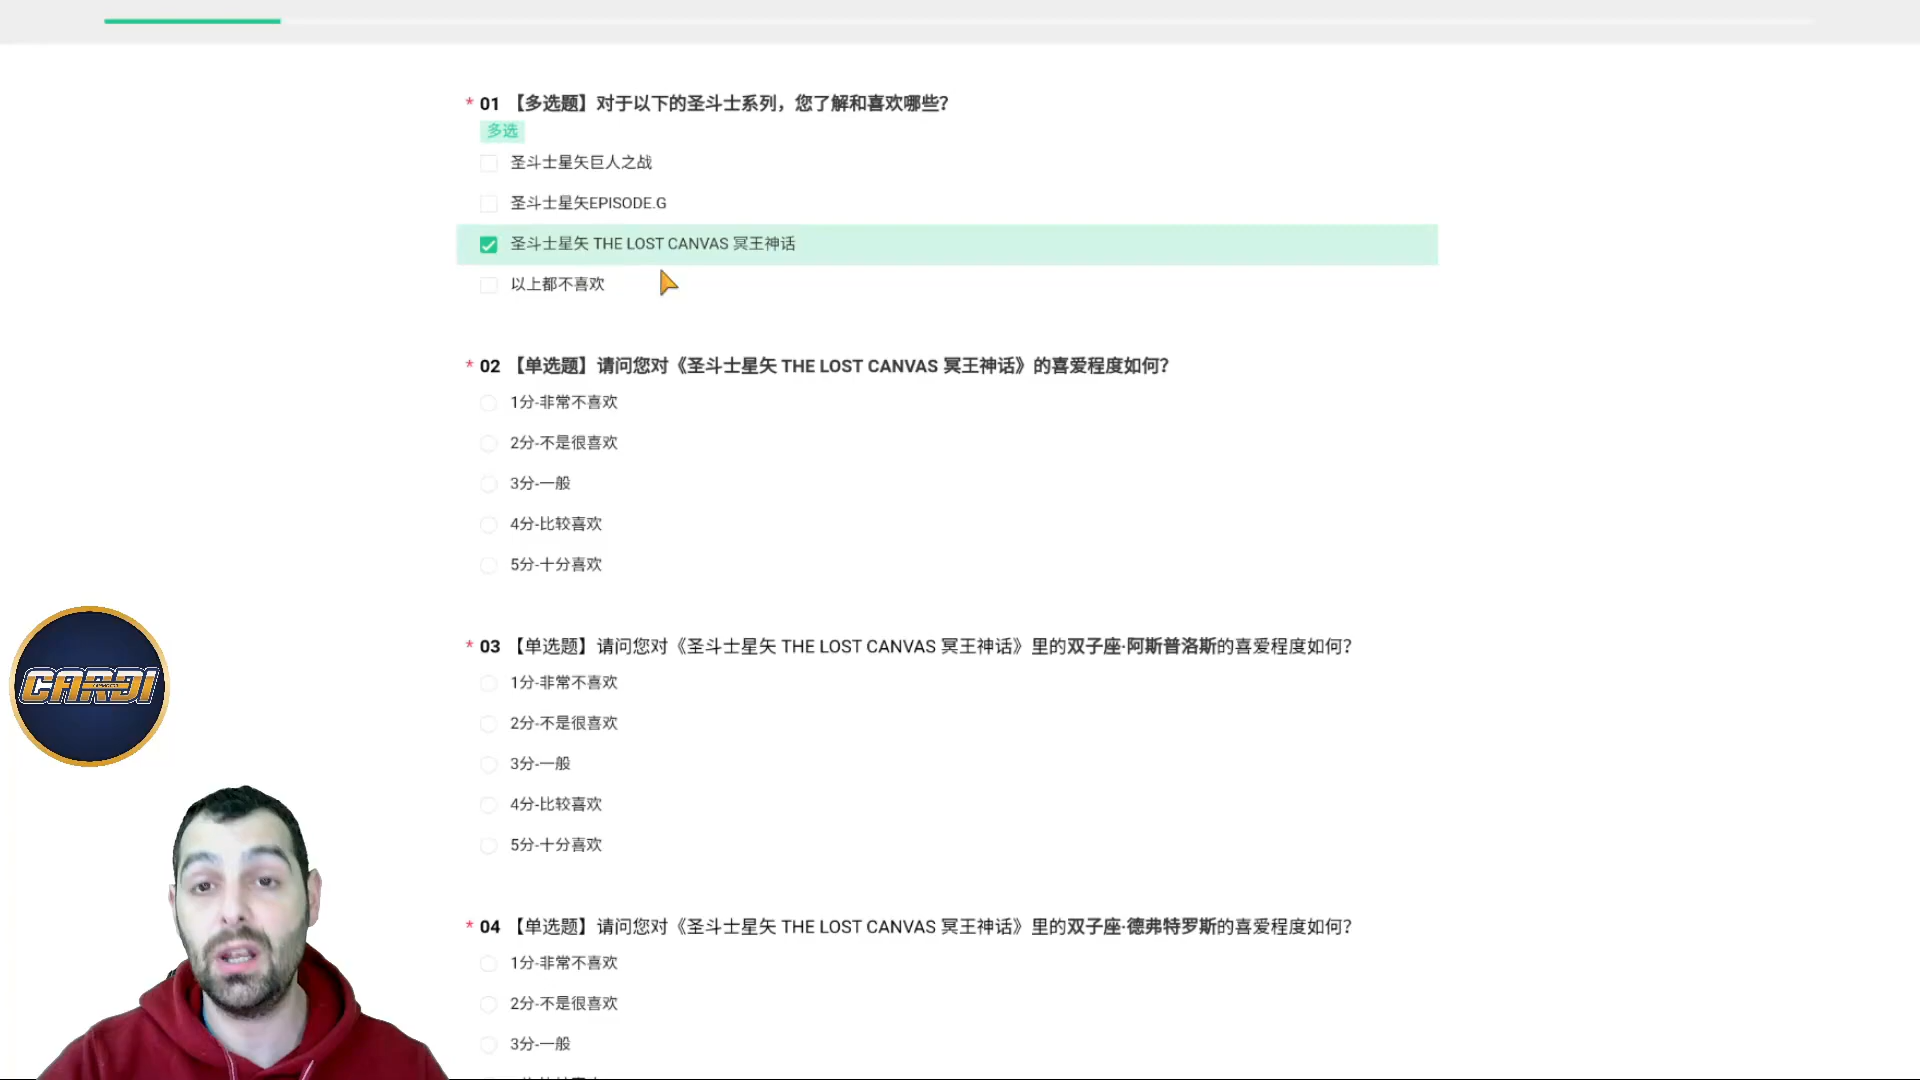 * 01 【多选题】对于以下的圣斗士系列，您了解和喜欢哪些？
多选
圣斗士星矢巨人之战
圣斗士星矢EPISODE.G
圣斗士星矢 THE LOST CANVAS 冥王神话
以上都不喜欢
* 02 【单选题】请问您对《圣斗士星矢 THE LOST CANVAS 冥王神话》的喜爱程度如何？
1分-非常不喜欢
2分-不是很喜欢
3分-一般
4分-比较喜欢
5分-十分喜欢
* 03 【单选题】请问您对《圣斗士星矢 THE LOST CANVAS 冥王神话》里的双子座·阿斯普洛斯的喜爱程度如何？
1分-非常不喜欢
2分-不是很喜欢
3分-一般
4分-比较喜欢
5分-十分喜欢
* 04 【单选题】请问您对《圣斗士星矢 THE LOST CANVAS 冥王神话》里的双子座·德弗特罗斯的喜爱程度如何？
1分-非常不喜欢
2分-不是很喜欢
3分-一般
CARDI